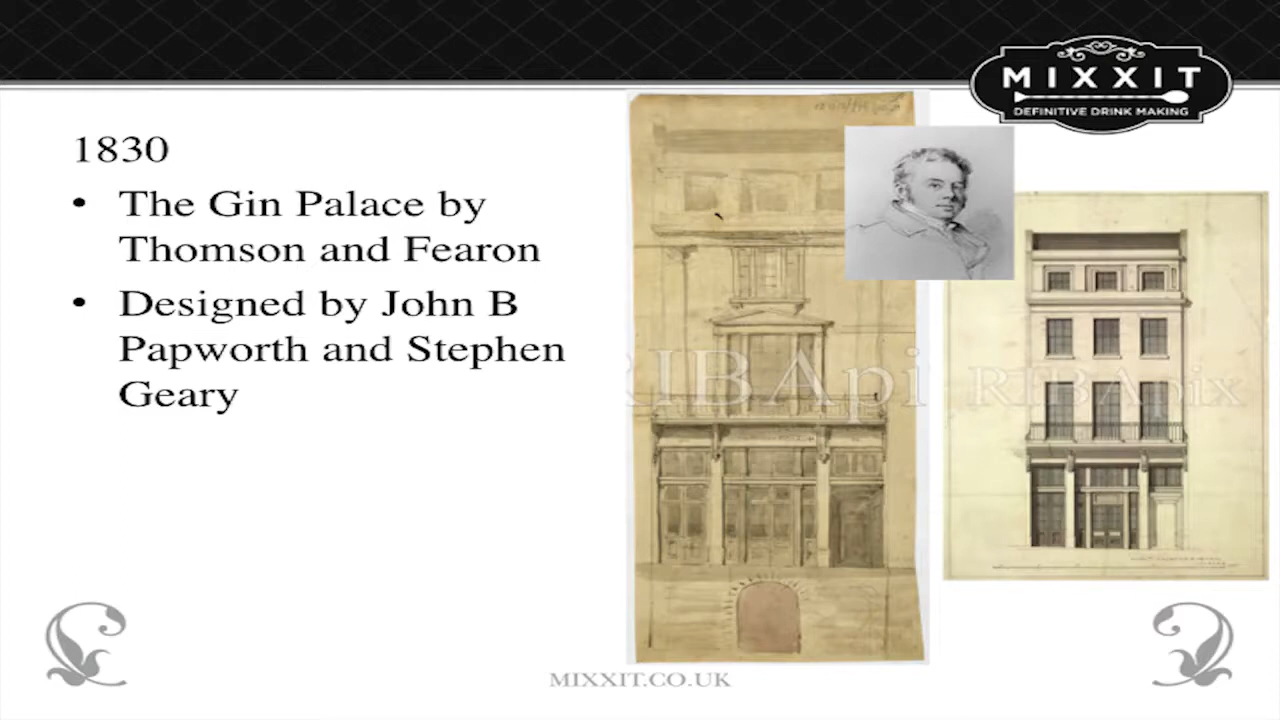 MIXXIT
DEFINITIVE DRINK MAKING
1830
• The Gin Palace by
Thomson and Fearon
• Designed by John B
Papworth and Stephen
Geary
RIBApi
RIBApix
MIXXIT.CO.UK